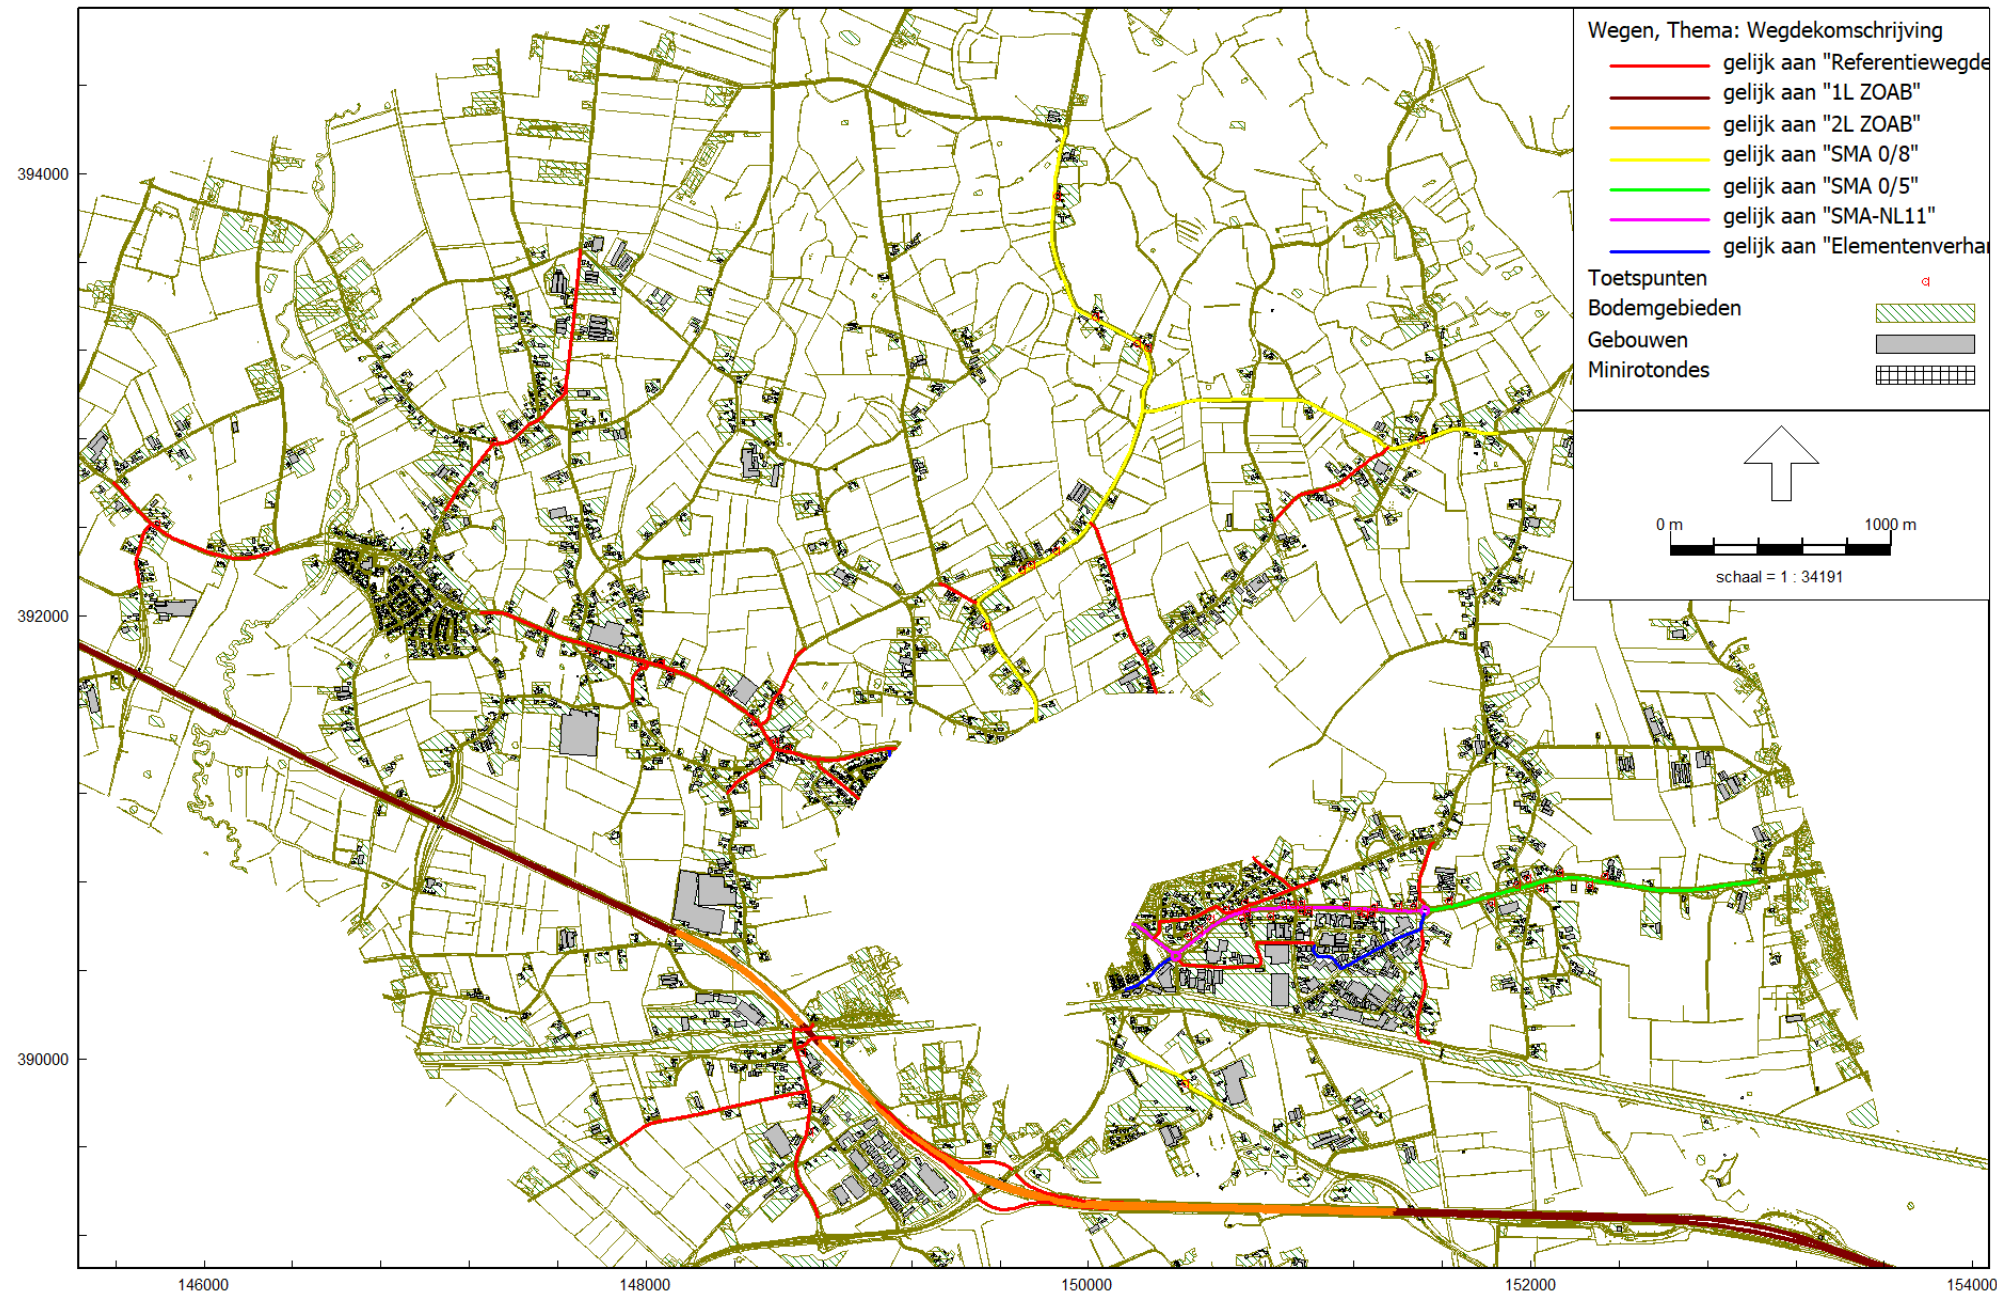 Wegen, Thema: Wegdekomschrijving
gelijk aan "Referentiewegde
gelijk aan "1L ZOAB"
gelijk aan "2L ZOAB"
gelijk aan "SMA 0/8"
gelijk aan "SMA 0/5"
gelijk aan "SMA-NL11"
gelijk aan "Elementenverhar
Toetspunten
Bodemgebieden
Gebouwen
Minirotondes
0 m 1000 m
schaal = 1 : 34191
394000
392000
390000
146000 148000 150000 152000 154000